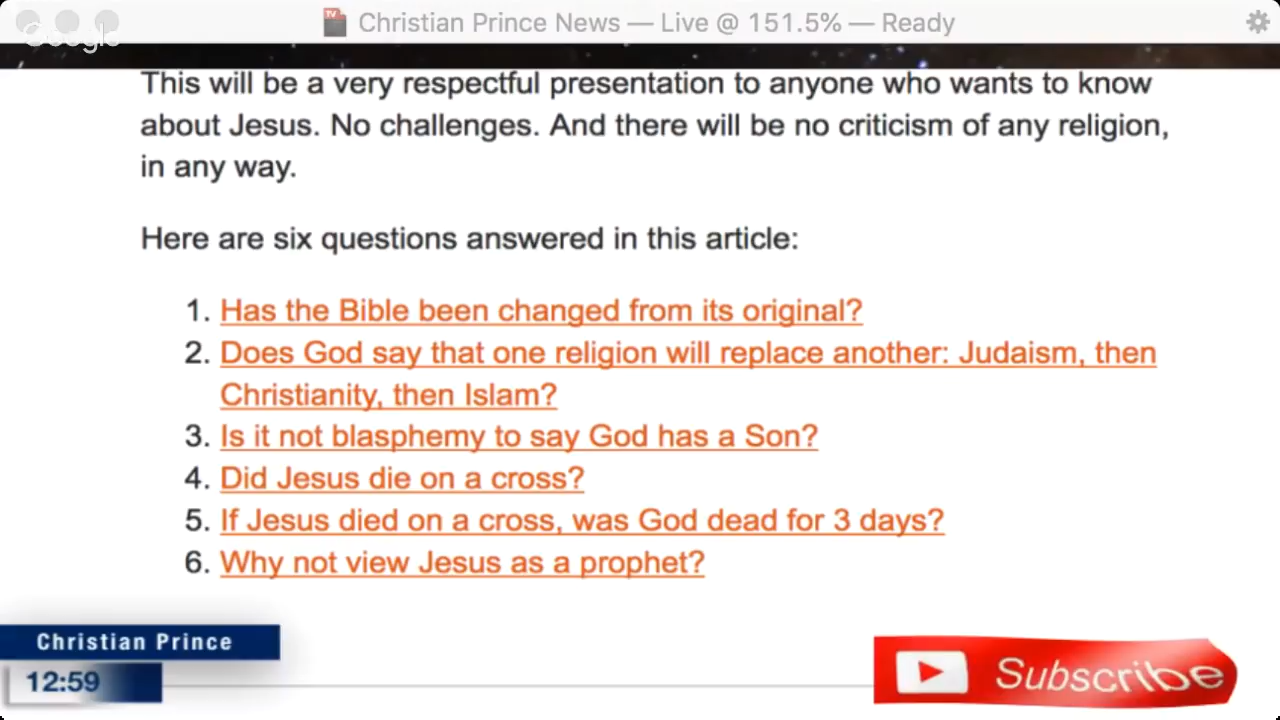 Christian Prince News — Live @ 151.5% — Ready
Google
This will be a very respectful presentation to anyone who wants to know
about Jesus. No challenges. And there will be no criticism of any religion,
in any way.
Here are six questions answered in this article:
1. Has the Bible been changed from its original?
2. Does God say that one religion will replace another: Judaism, then
Christianity, then Islam?
3. Is it not blasphemy to say God has a Son?
4. Did Jesus die on a cross?
5. If Jesus died on a cross, was God dead for 3 days?
6. Why not view Jesus as a prophet?
Christian Prince
12:59
Subscribe